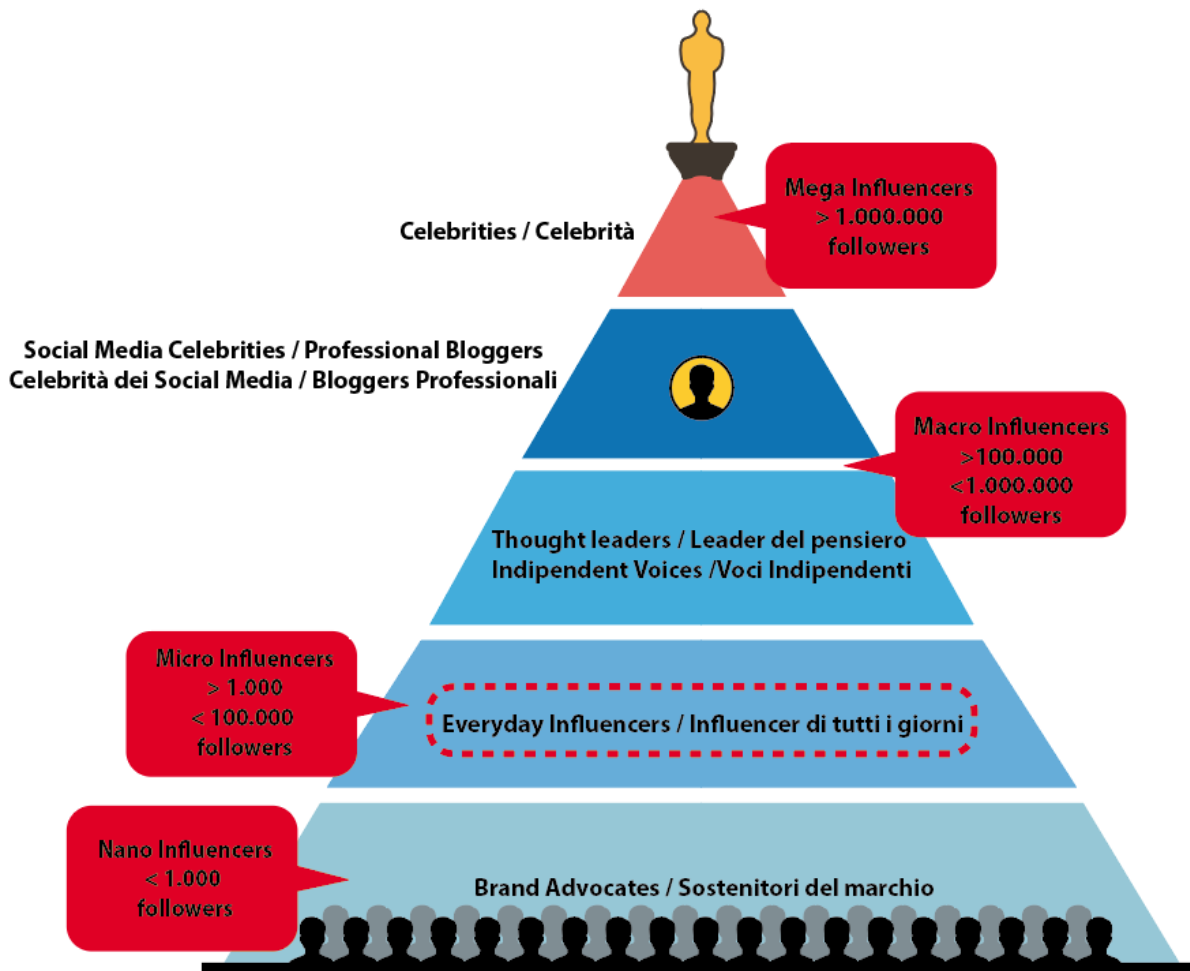 Mega Influencers
> 1.000.000
followers
Celebrities / Celebrità
Social Media Celebrities / Professional Bloggers
Celebrità dei Social Media / Bloggers Professionali
Macro Influencers
>100.000
<1.000.000
followers
Thought leaders / Leader del pensiero
Indipendent Voices /Voci Indipendenti
Micro Influencers
> 1.000
< 100.000
followers
Everyday Influencers / Influencer di tutti i giorni
Nano Influencers
< 1.000
followers
Brand Advocates / Sostenitori del marchio